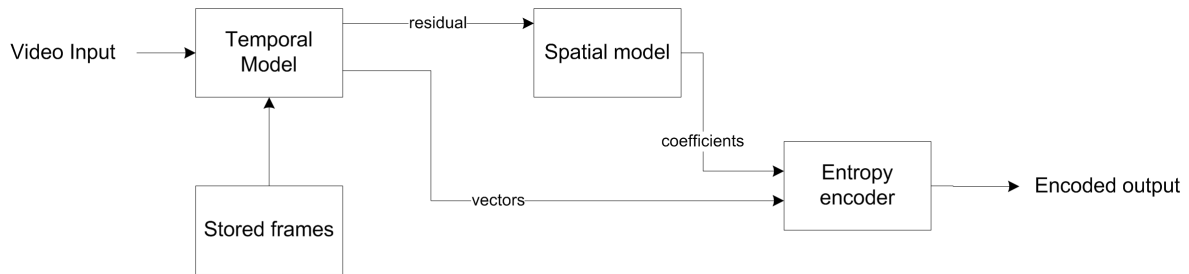 residual
Video Input
Temporal
Model
Spatial model
coefficients
Entropy
encoder
Encoded output
vectors
Stored frames